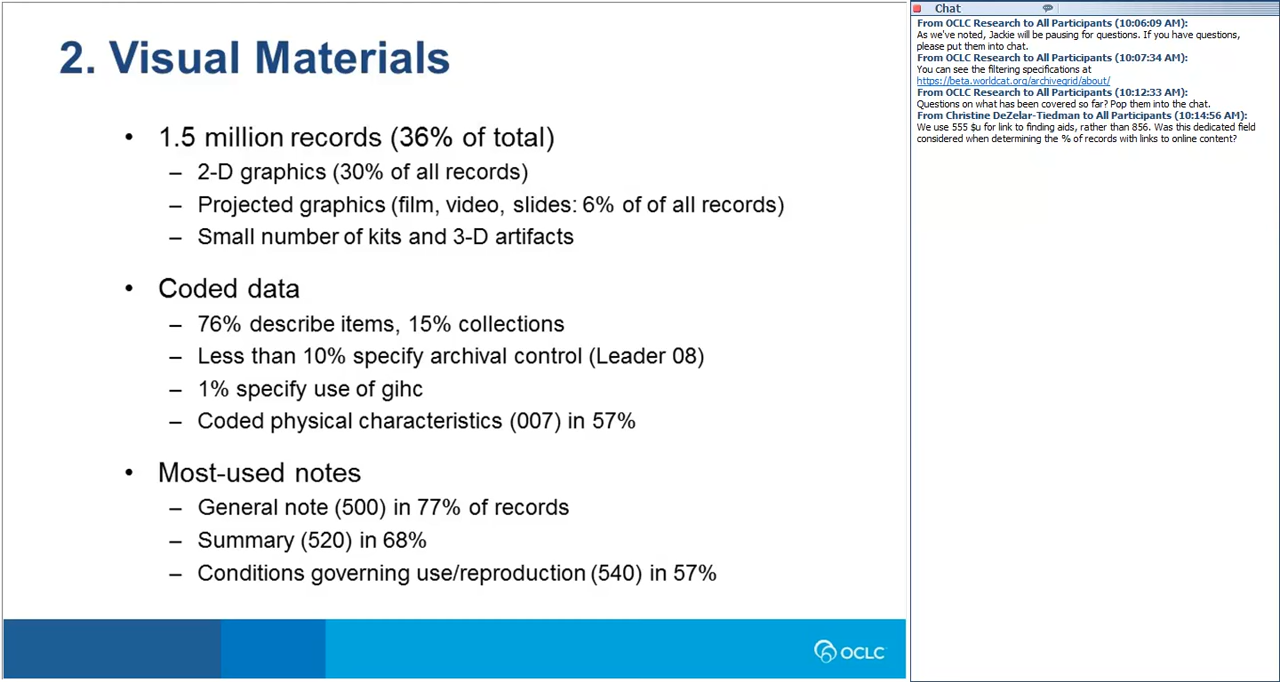 2. Visual Materials
• 1.5 million records (36% of total)
– 2-D graphics (30% of all records)
– Projected graphics (film, video, slides: 6% of of all records)
– Small number of kits and 3-D artifacts
• Coded data
– 76% describe items, 15% collections
– Less than 10% specify archival control (Leader 08)
– 1% specify use of gihc
– Coded physical characteristics (007) in 57%
• Most-used notes
– General note (500) in 77% of records
– Summary (520) in 68%
– Conditions governing use/reproduction (540) in 57%
OCLC
Chat
From OCLC Research to All Participants (10:06:09 AM):
As we've noted, Jackie will be pausing for questions. If you have questions,
please put them into chat.
From OCLC Research to All Participants (10:07:34 AM):
You can see the filtering specifications at
https://beta.worldcat.org/archivegrid/about/
From OCLC Research to All Participants (10:12:33 AM):
Questions on what has been covered so far? Pop them into the chat.
From Christine DeZelar-Tiedman to All Participants (10:14:56 AM):
We use 555 $u for link to finding aids, rather than 856. Was this dedicated field
considered when determining the % of records with links to online content?